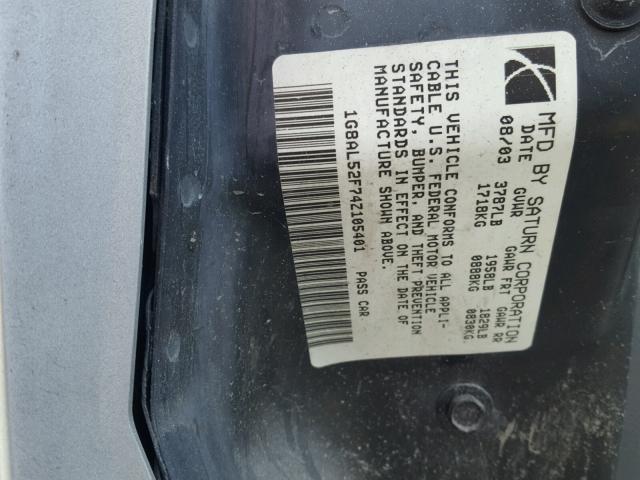 MFD BY SATURN CORPORATION
DATE GVWR GAWR FRT GAWR RR
08/03 3787LB 1958LB 1829LB
1718KG 0888KG 0830KG
THIS VEHICLE CONFORMS TO ALL APPLI-
CABLE U.S. FEDERAL MOTOR VEHICLE
SAFETY, BUMPER, AND THEFT PREVENTION
STANDARDS IN EFFECT ON THE DATE OF
MANUFACTURE SHOWN ABOVE.
1G8AL52F74Z105401 PASS CAR